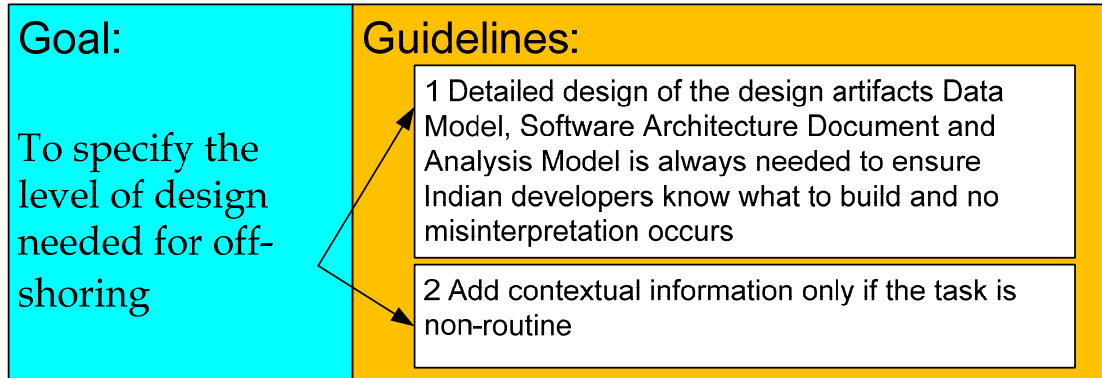 Goal:
To specify the
level of design
needed for off-
shoring
Guidelines:
1 Detailed design of the design artifacts Data
Model, Software Architecture Document and
Analysis Model is always needed to ensure
Indian developers know what to build and no
misinterpretation occurs
2 Add contextual information only if the task is
non-routine